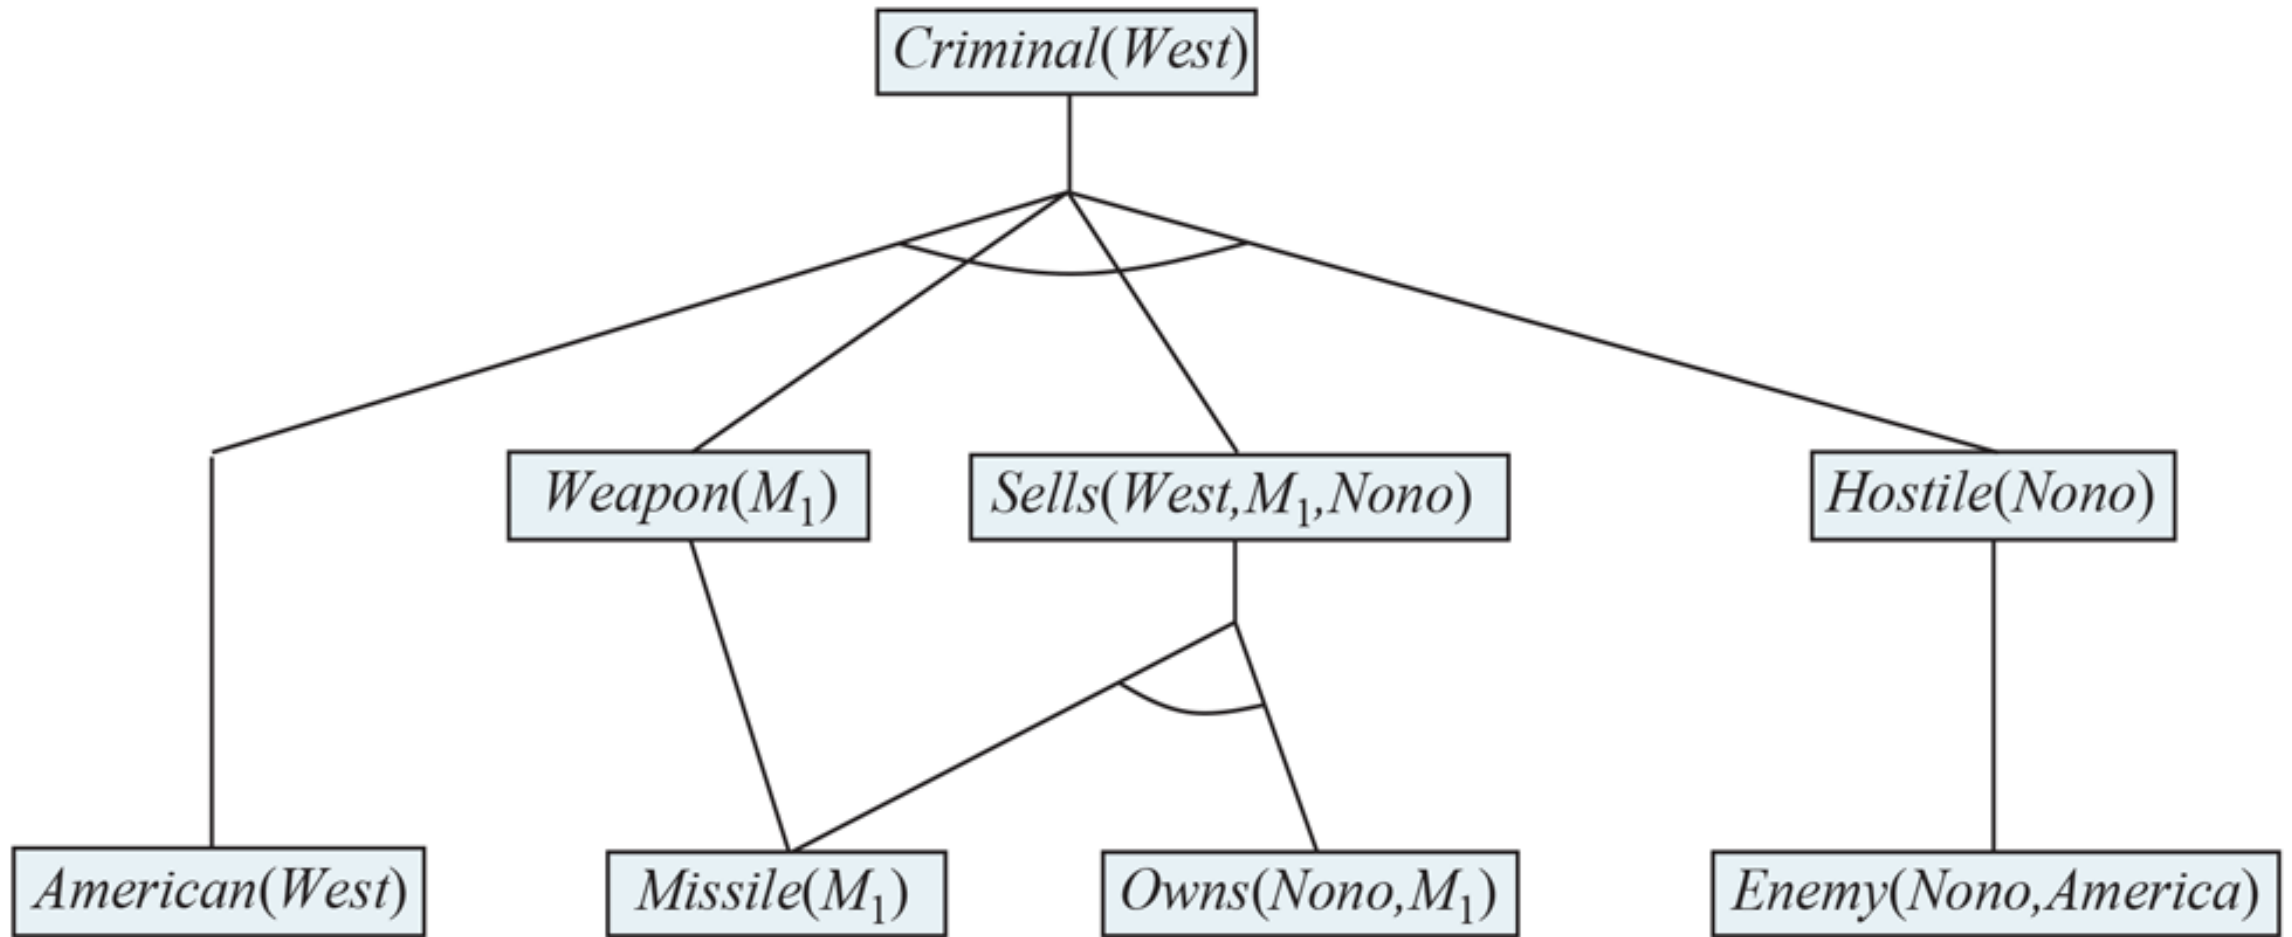 Criminal(West)
Weapon(M₁)
Sells(West,M₁,Nono)
Hostile(Nono)
American(West)
Missile(M₁)
Owns(Nono,M₁)
Enemy(Nono,America)